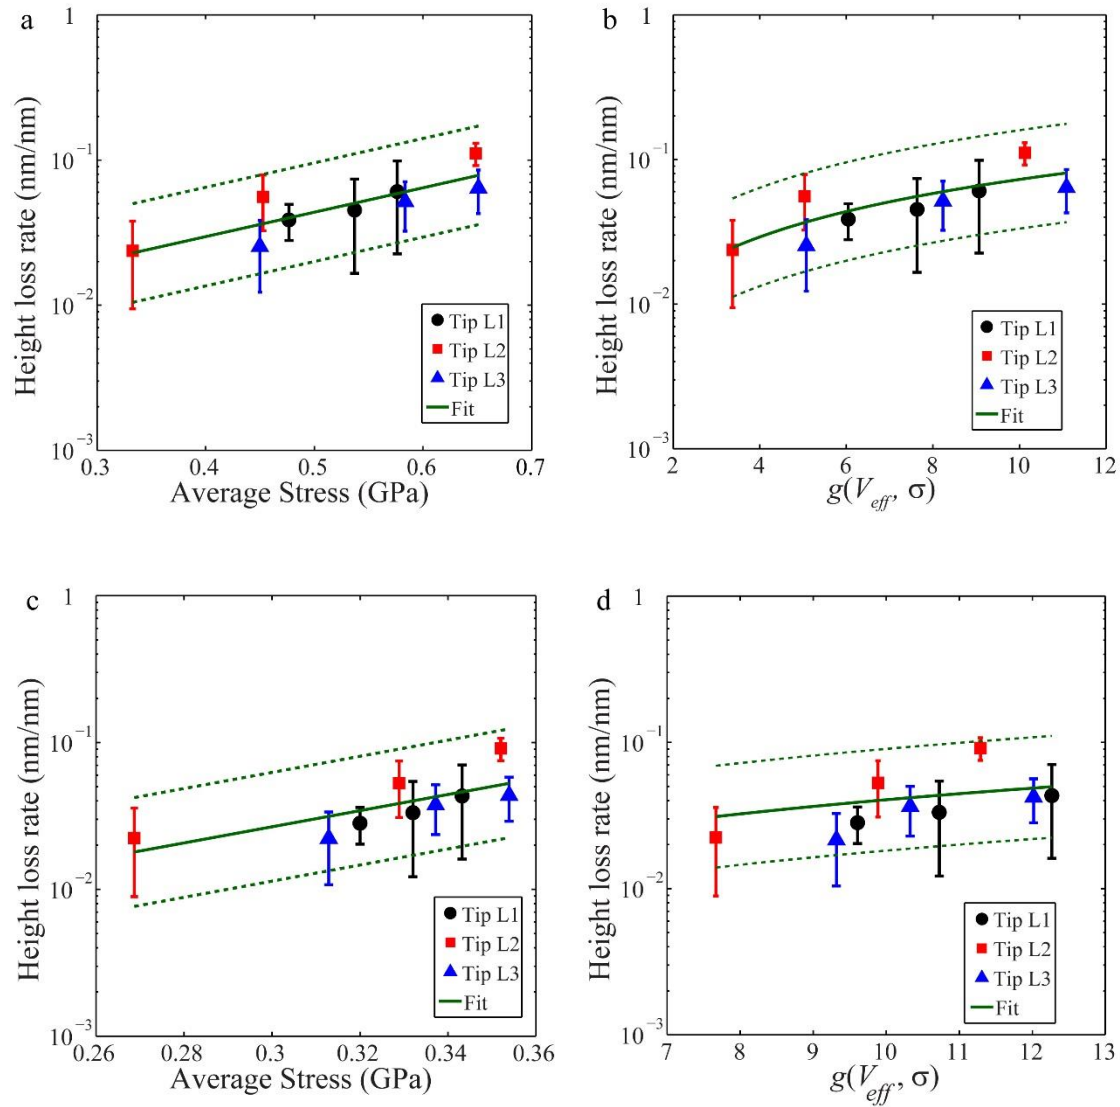 a
Height loss rate (nm/nm)
1
10⁻¹
10⁻²
10⁻³
0.3 0.4 0.5 0.6 0.7
Average Stress (GPa)
Tip L1
Tip L2
Tip L3
Fit
b
Height loss rate (nm/nm)
1
10⁻¹
10⁻²
10⁻³
2 4 6 8 10 12
g(V_eff, σ)
Tip L1
Tip L2
Tip L3
Fit
c
Height loss rate (nm/nm)
1
10⁻¹
10⁻²
10⁻³
0.26 0.28 0.3 0.32 0.34 0.36
Average Stress (GPa)
Tip L1
Tip L2
Tip L3
Fit
d
Height loss rate (nm/nm)
1
10⁻¹
10⁻²
10⁻³
7 8 9 10 11 12 13
g(V_eff, σ)
Tip L1
Tip L2
Tip L3
Fit